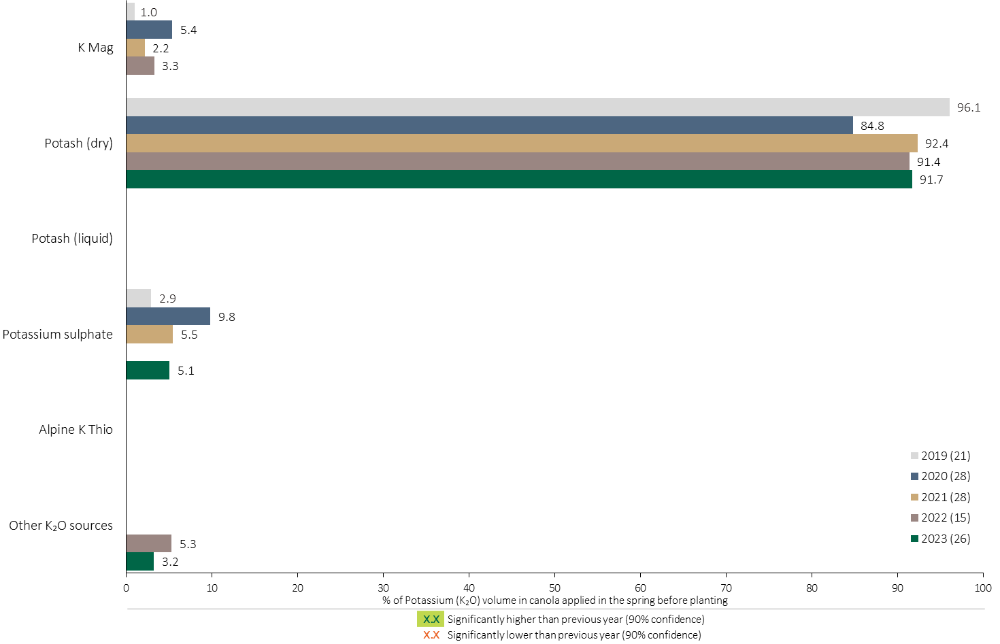 1.0
5.4
K Mag
2.2
3.3
96.1
84.8
Potash (dry)
92.4
91.4
91.7
Potash (liquid)
2.9
9.8
Potassium sulphate
5.5
5.1
Alpine K Thio
2019 (21)
2020 (28)
2021 (28)
2022 (15)
2023 (26)
Other K₂O sources
5.3
3.2
0 10 20 30 40 50 60 70 80 90 100
% of Potassium (K₂O) volume in canola applied in the spring before planting
X.X Significantly higher than previous year (90% confidence)
X.X Significantly lower than previous year (90% confidence)